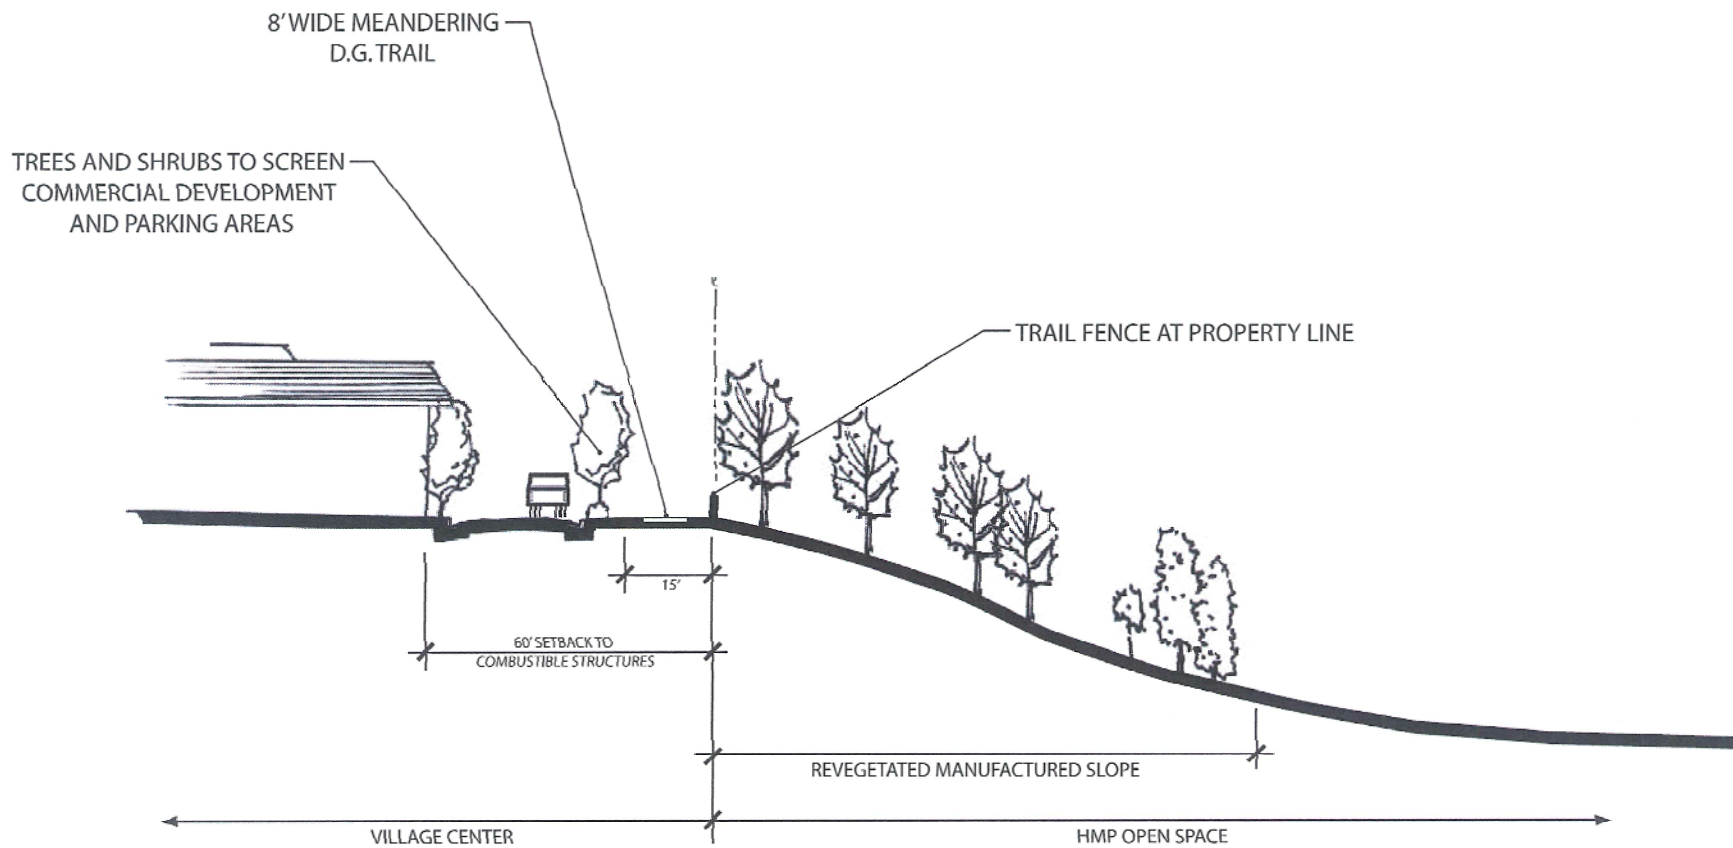 8' WIDE MEANDERING
D.G. TRAIL
TREES AND SHRUBS TO SCREEN
COMMERCIAL DEVELOPMENT
AND PARKING AREAS
TRAIL FENCE AT PROPERTY LINE
15'
60' SETBACK TO
COMBUSTIBLE STRUCTURES
REVEGETATED MANUFACTURED SLOPE
VILLAGE CENTER
HMP OPEN SPACE